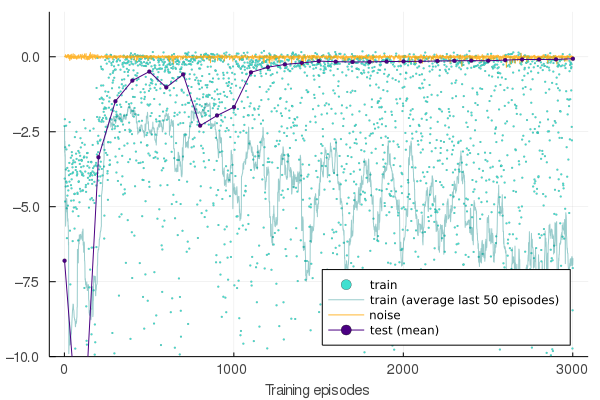 0.0
−2.5
−5.0
−7.5
−10.0
train
train (average last 50 episodes)
noise
test (mean)
0 1000 2000 3000
Training episodes